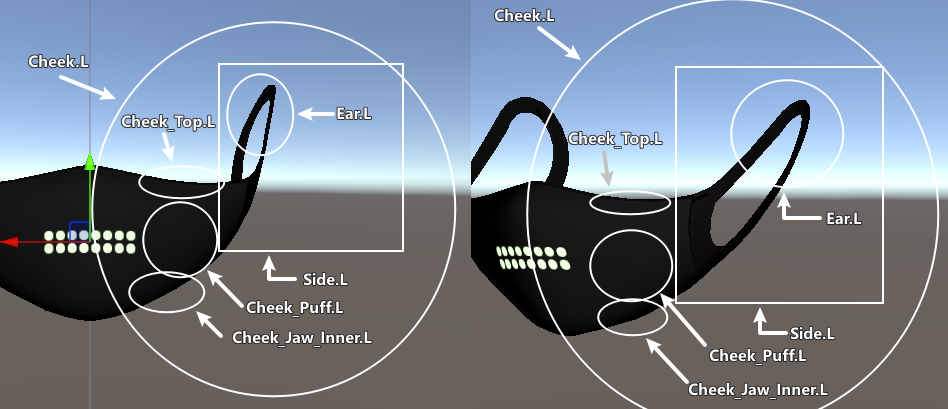 Cheek.L
Cheek_Top.L
Ear.L
Side.L
Cheek_Puff.L
Cheek_Jaw_Inner.L
Cheek.L
Cheek_Top.L
Ear.L
Side.L
Cheek_Puff.L
Cheek_Jaw_Inner.L